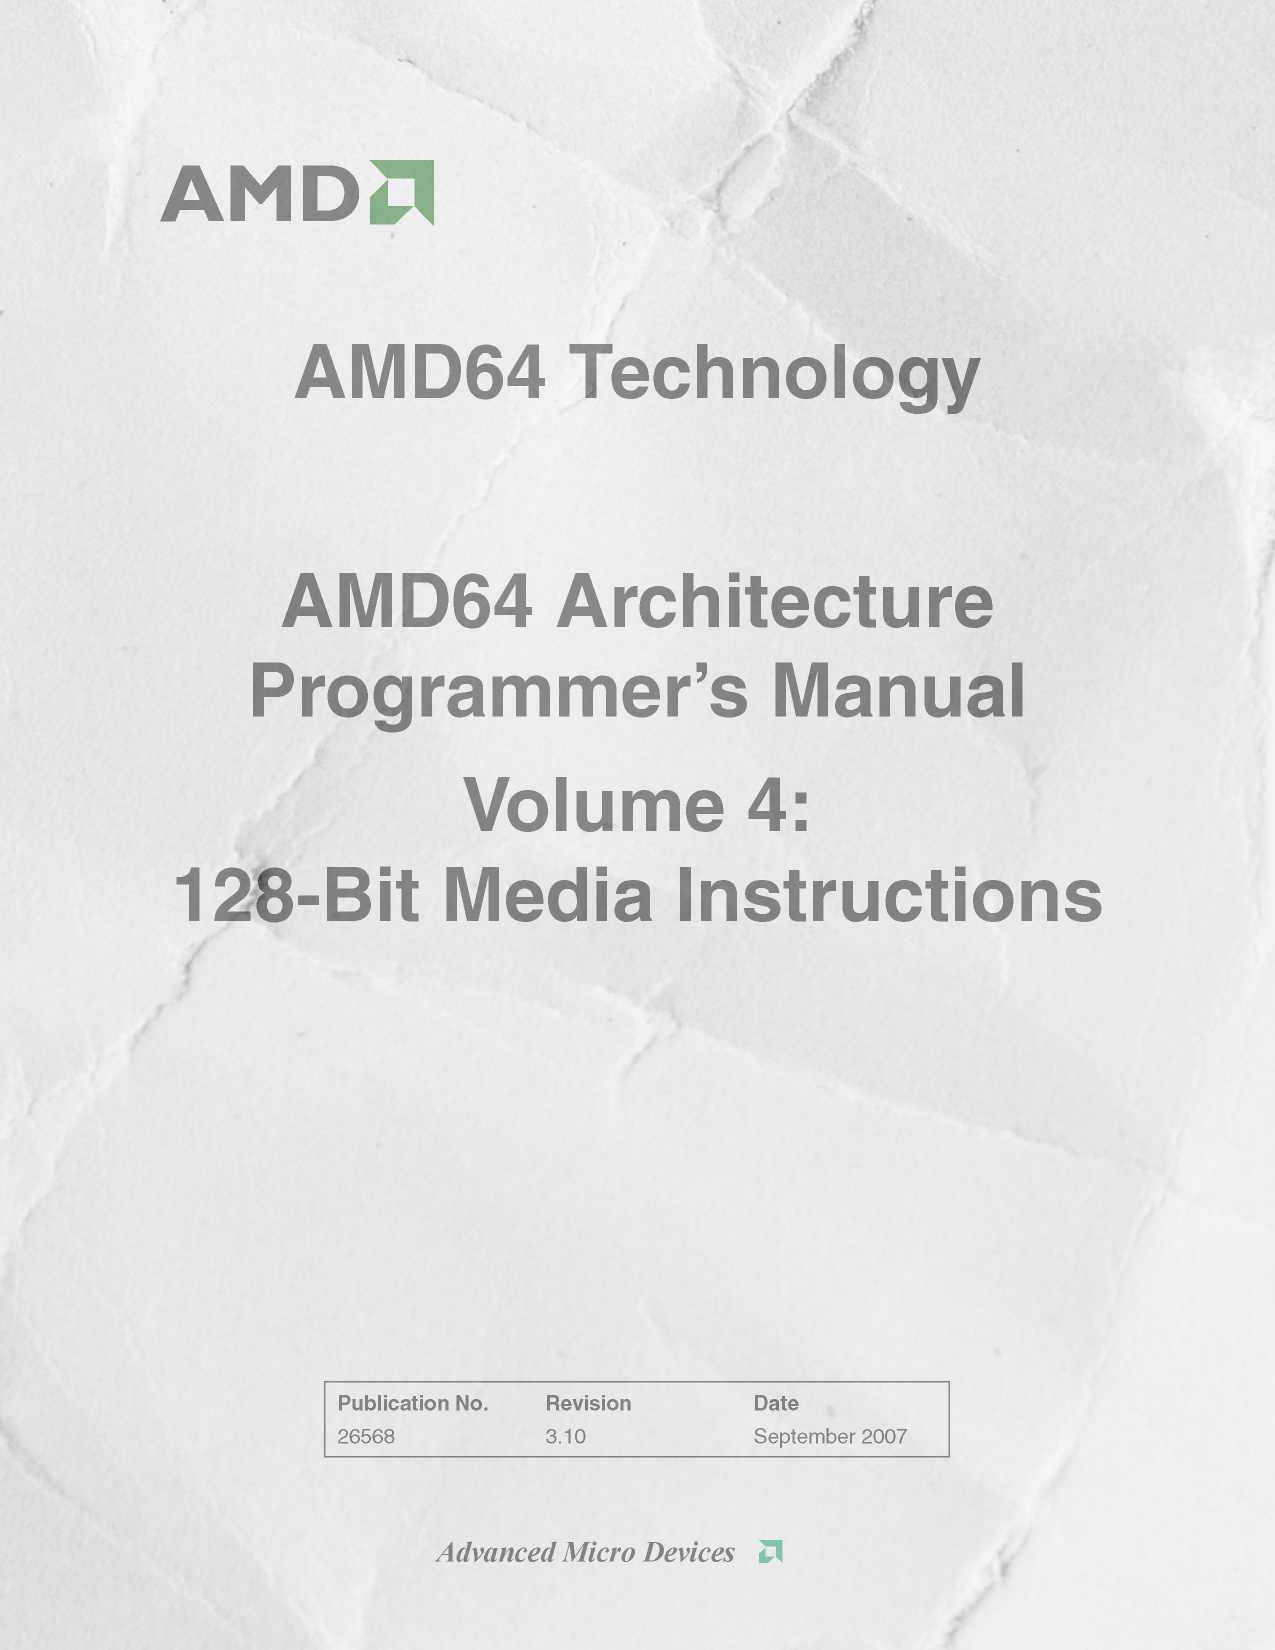 AMD
AMD64 Technology
AMD64 Architecture
Programmer’s Manual
Volume 4:
128-Bit Media Instructions
Publication No. Revision Date
26568 3.10 September 2007
Advanced Micro Devices